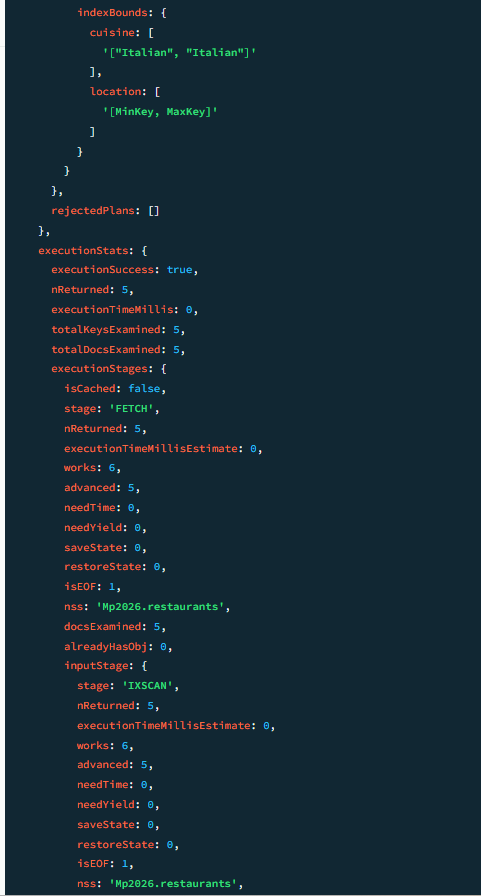 indexBounds: {
cuisine: [
'["Italian", "Italian"]'
],
location: [
'[MinKey, MaxKey]'
]
}
}
},
rejectedPlans: []
},
executionStats: {
executionSuccess: true,
nReturned: 5,
executionTimeMillis: 0,
totalKeysExamined: 5,
totalDocsExamined: 5,
executionStages: {
isCached: false,
stage: 'FETCH',
nReturned: 5,
executionTimeMillisEstimate: 0,
works: 6,
advanced: 5,
needTime: 0,
needYield: 0,
saveState: 0,
restoreState: 0,
isEOF: 1,
nss: 'Mp2026.restaurants',
docsExamined: 5,
alreadyHasObj: 0,
inputStage: {
stage: 'IXSCAN',
nReturned: 5,
executionTimeMillisEstimate: 0,
works: 6,
advanced: 5,
needTime: 0,
needYield: 0,
saveState: 0,
restoreState: 0,
isEOF: 1,
nss: 'Mp2026.restaurants',